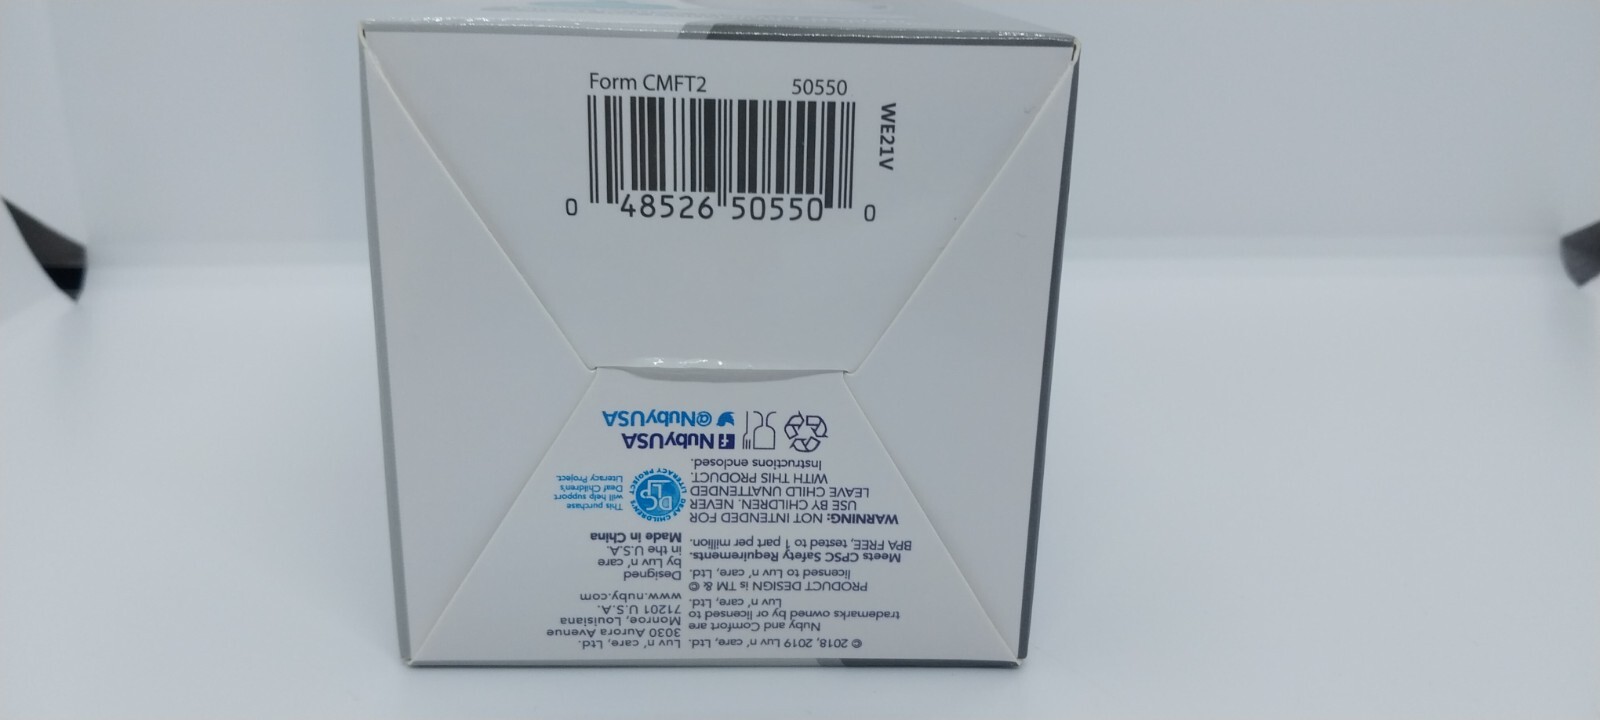 Form CMFT2 50550
WE21V
0 48526 50550 0
@NubyUSA
NubyUSA
© 2018, 2019 Luv n' care, Ltd.
Nuby and Comfort are
trademarks owned by or licensed to
Luv n' care, Ltd.
PRODUCT DESIGN is TM & ©
licensed to Luv n' care, Ltd.
Meets CPSC Safety Requirements.
BPA FREE, tested to 1 part per million.
WARNING: NOT INTENDED FOR
USE BY CHILDREN. NEVER
LEAVE CHILD UNATTENDED
WITH THIS PRODUCT.
Instructions enclosed.
Luv n' care, Ltd.
3030 Aurora Avenue
Monroe, Louisiana
71201 U.S.A.
www.nuby.com
Designed
by Luv n' care
in the U.S.A.
Made in China
DEAF CHILDREN'S
LITERACY PROJECT
DCLP
This purchase
will help support
Deaf Children's
Literacy Project.